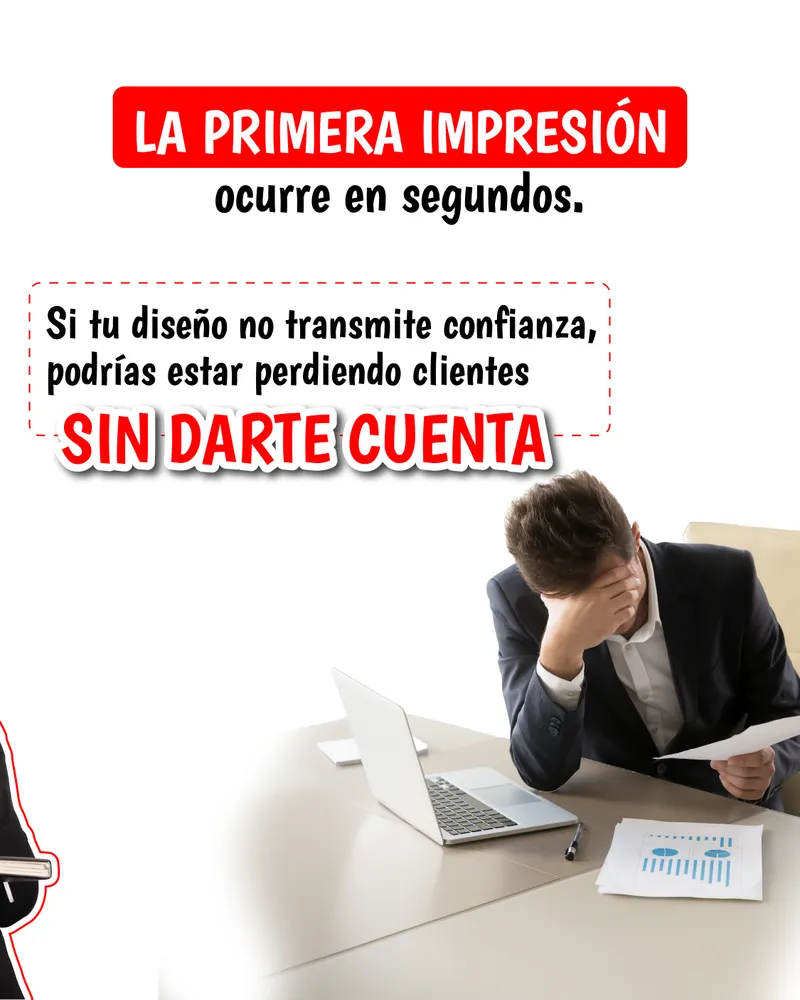 LA PRIMERA IMPRESIÓN
ocurre en segundos.
Si tu diseño no transmite confianza,
podrías estar perdiendo clientes
SIN DARTE CUENTA